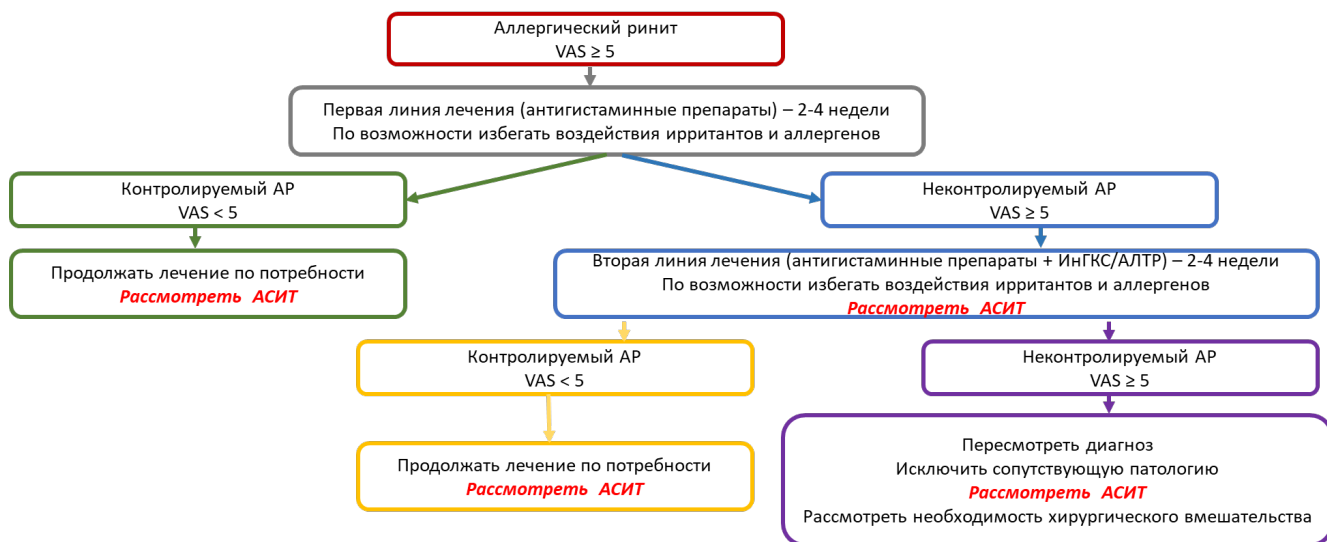 Аллергический ринит
VAS ≥ 5
Первая линия лечения (антигистаминные препараты) – 2-4 недели
По возможности избегать воздействия ирритантов и аллергенов
Контролируемый АР
VAS < 5
Неконтролируемый АР
VAS ≥ 5
Продолжать лечение по потребности
Рассмотреть АСИТ
Вторая линия лечения (антигистаминные препараты + ИнГКС/АЛТР) – 2-4 недели
По возможности избегать воздействия ирритантов и аллергенов
Рассмотреть АСИТ
Контролируемый АР
VAS < 5
Неконтролируемый АР
VAS ≥ 5
Продолжать лечение по потребности
Рассмотреть АСИТ
Пересмотреть диагноз
Исключить сопутствующую патологию
Рассмотреть АСИТ
Рассмотреть необходимость хирургического вмешательства